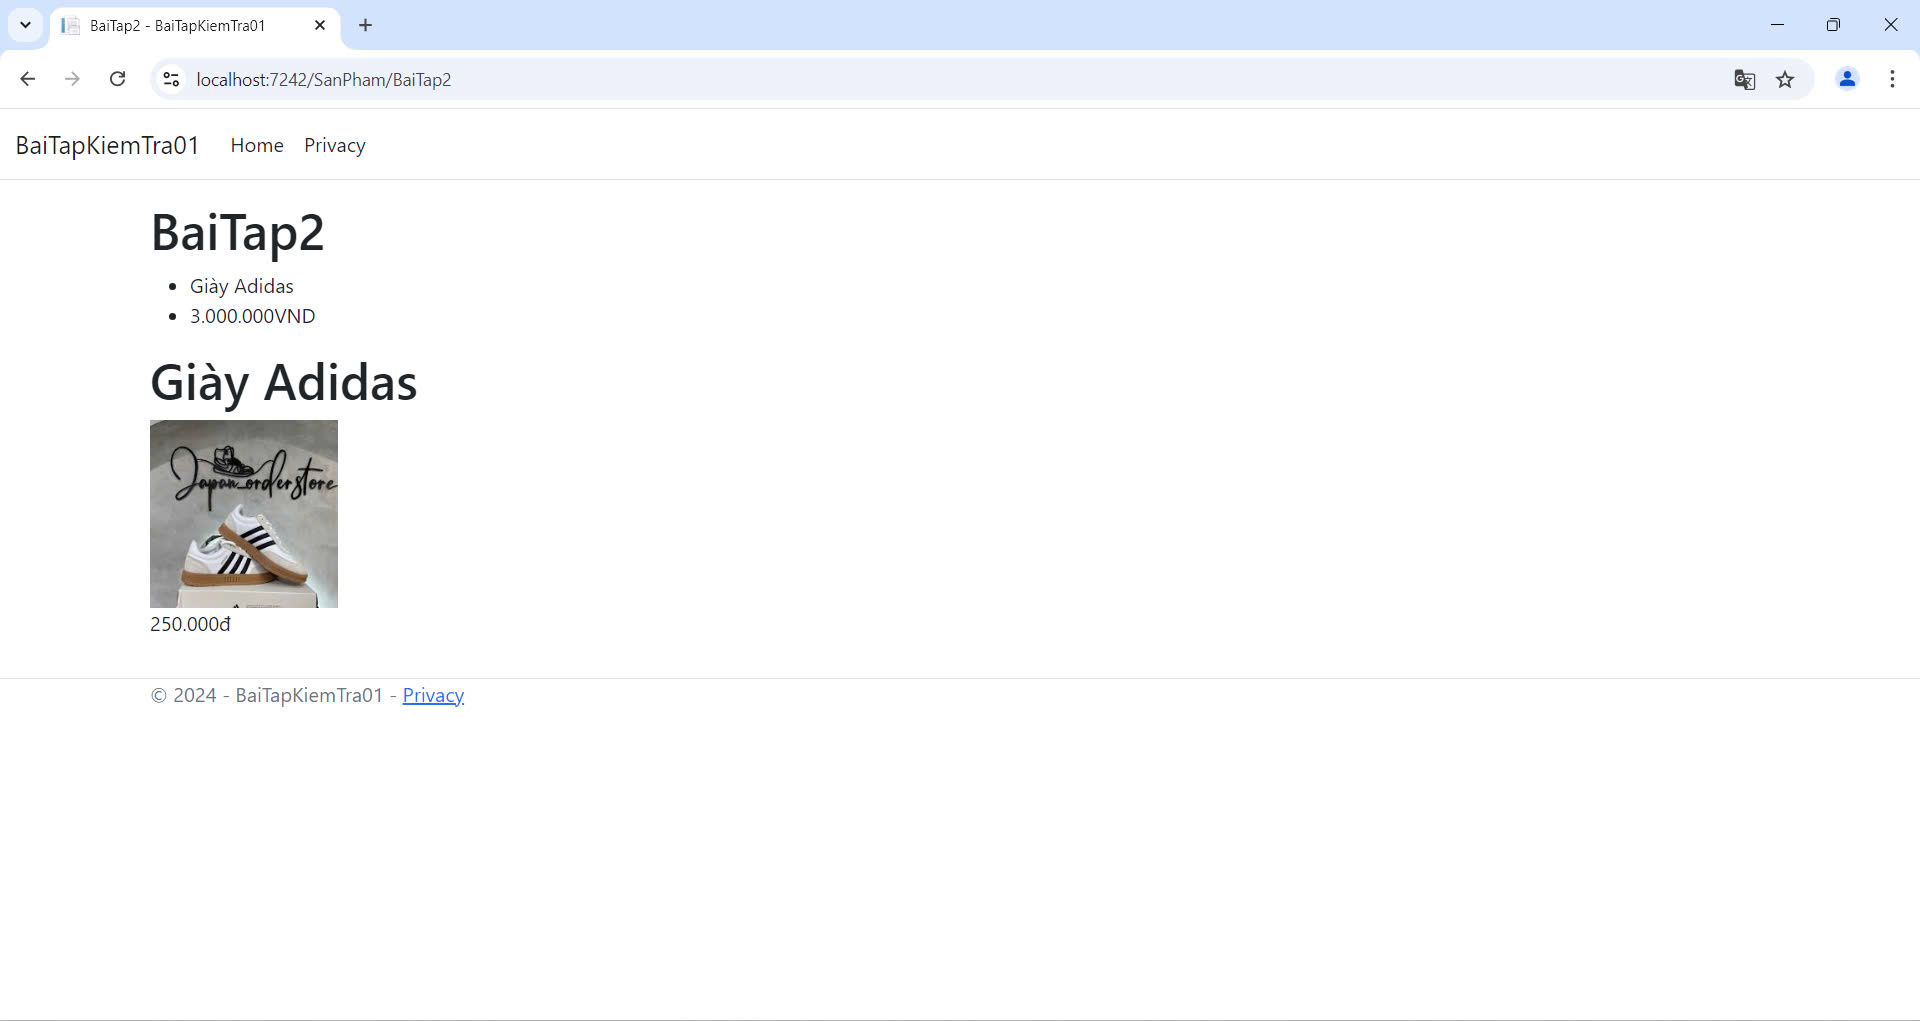 BaiTap2 - BaiTapKiemTra01
localhost:7242/SanPham/BaiTap2
BaiTapKiemTra01 Home Privacy
BaiTap2
Giày Adidas
3.000.000VND
Giày Adidas
Japan_orderstore
250.000đ
© 2024 - BaiTapKiemTra01 - Privacy